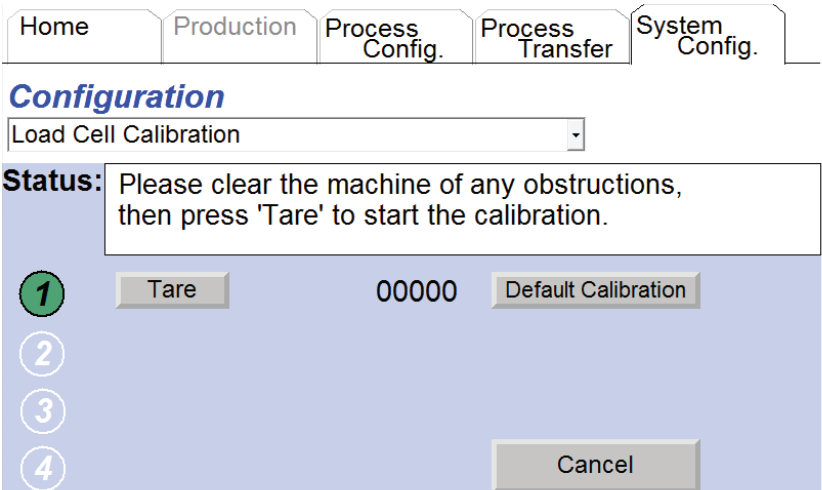 Home
Production
Process
Config.
Process
Transfer
System
Config.
Configuration
Load Cell Calibration
Status:
Please clear the machine of any obstructions,
then press 'Tare' to start the calibration.
1
Tare
00000
Default Calibration
2
3
4
Cancel